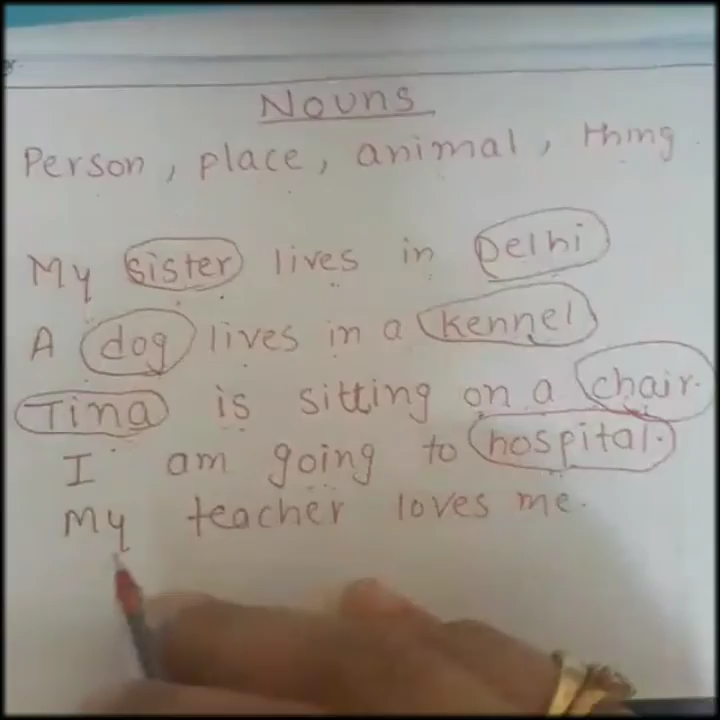 Nouns
Person, place, animal, thing
My sister lives in Delhi
A dog lives in a kennel
Tina is sitting on a chair.
I am going to hospital.
My teacher loves me.